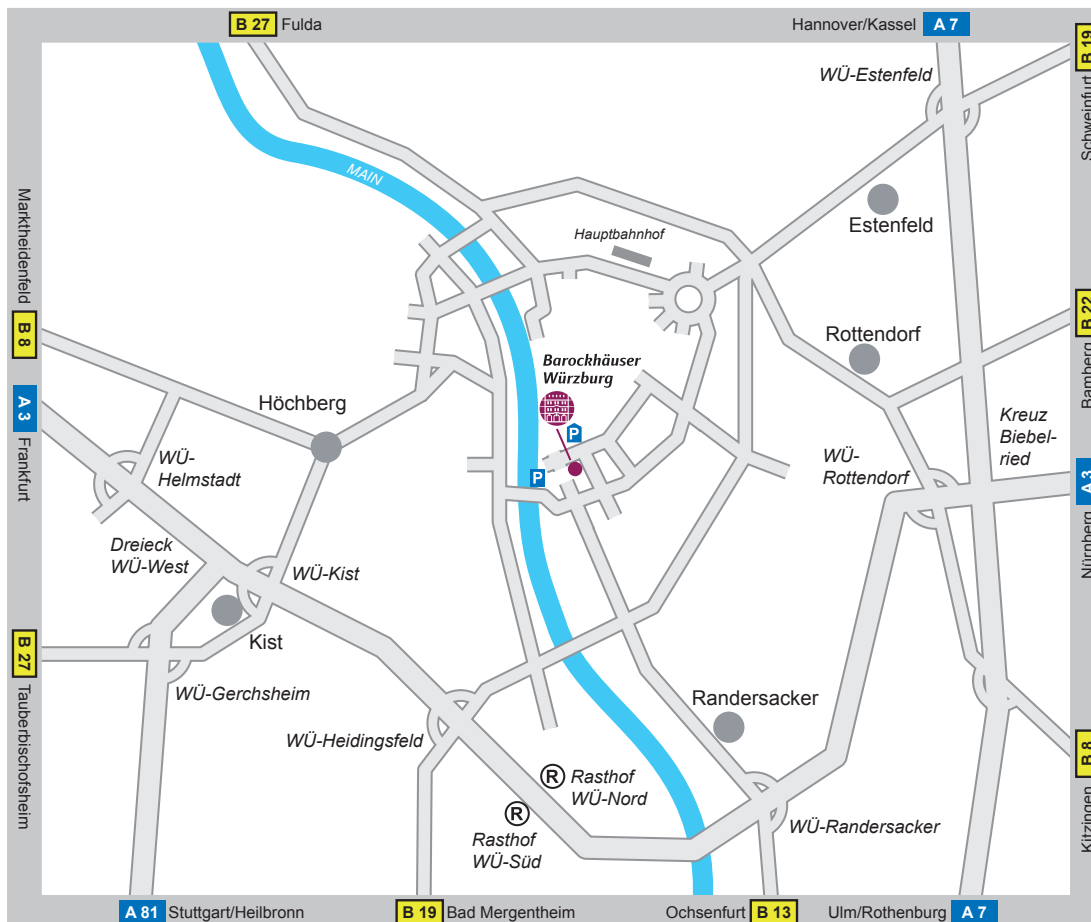 B 27 Fulda
Hannover/Kassel A 7
B 19
Schweinfurt
WÜ-Estenfeld
MAIN
Marktheidenfeld
B 8
Hauptbahnhof
Estenfeld
B 22
Bamberg
Rottendorf
Barockhäuser
Würzburg
P
P
A 3
Frankfurt
Höchberg
WÜ-
Helmstadt
Kreuz
Biebel-
ried
WÜ-
Rottendorf
A 3
Nürnberg
Dreieck
WÜ-West
WÜ-Kist
Kist
B 27
Tauberbischofsheim
WÜ-Gerchsheim
Randersacker
WÜ-Heidingsfeld
B 8
Kitzingen
R Rasthof
WÜ-Nord
R
Rasthof
WÜ-Süd
WÜ-Randersacker
A 81 Stuttgart/Heilbronn
B 19 Bad Mergentheim
Ochsenfurt B 13
Ulm/Rothenburg A 7